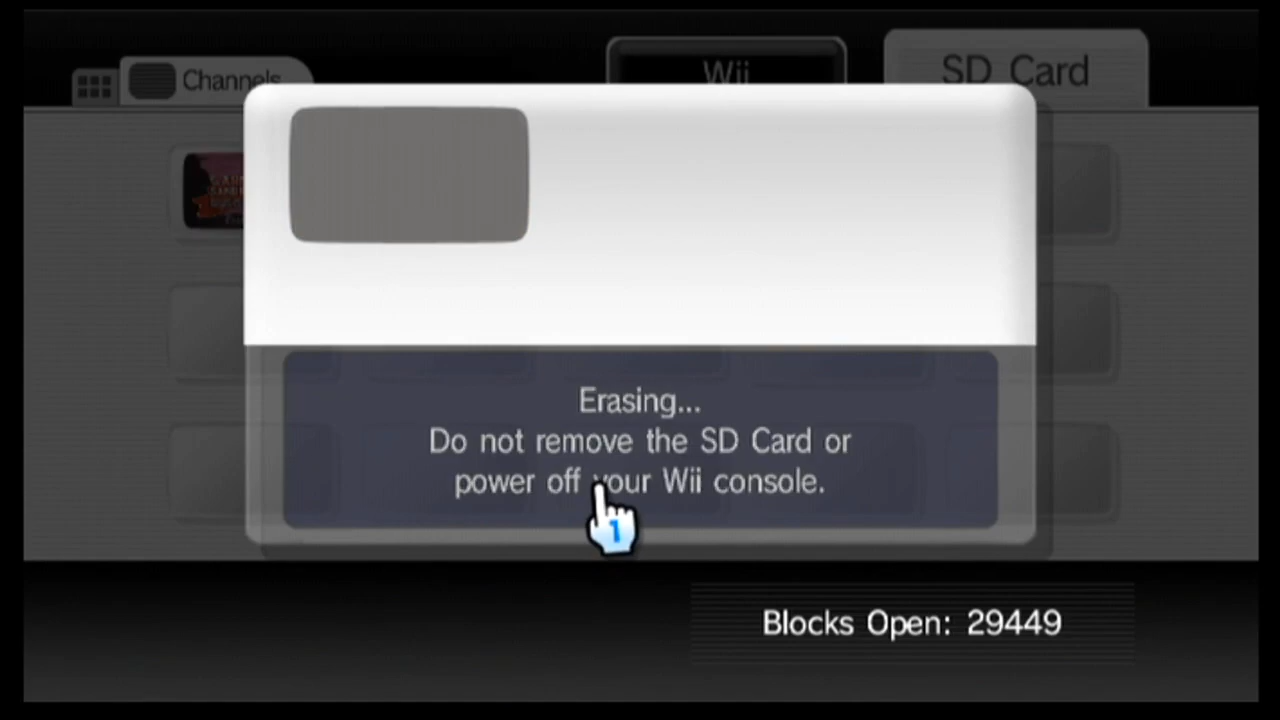 Channels
Wii
SD Card
Erasing...
Do not remove the SD Card or
power off your Wii console.
1
Blocks Open: 29449